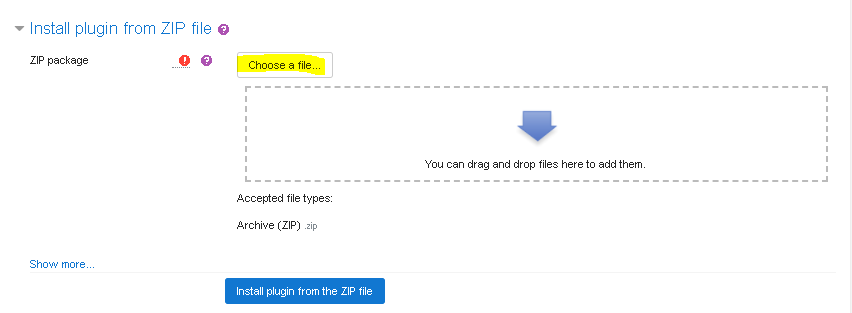 Install plugin from ZIP file
ZIP package
Choose a file...
You can drag and drop files here to add them.
Accepted file types:
Archive (ZIP) .zip
Show more...
Install plugin from the ZIP file